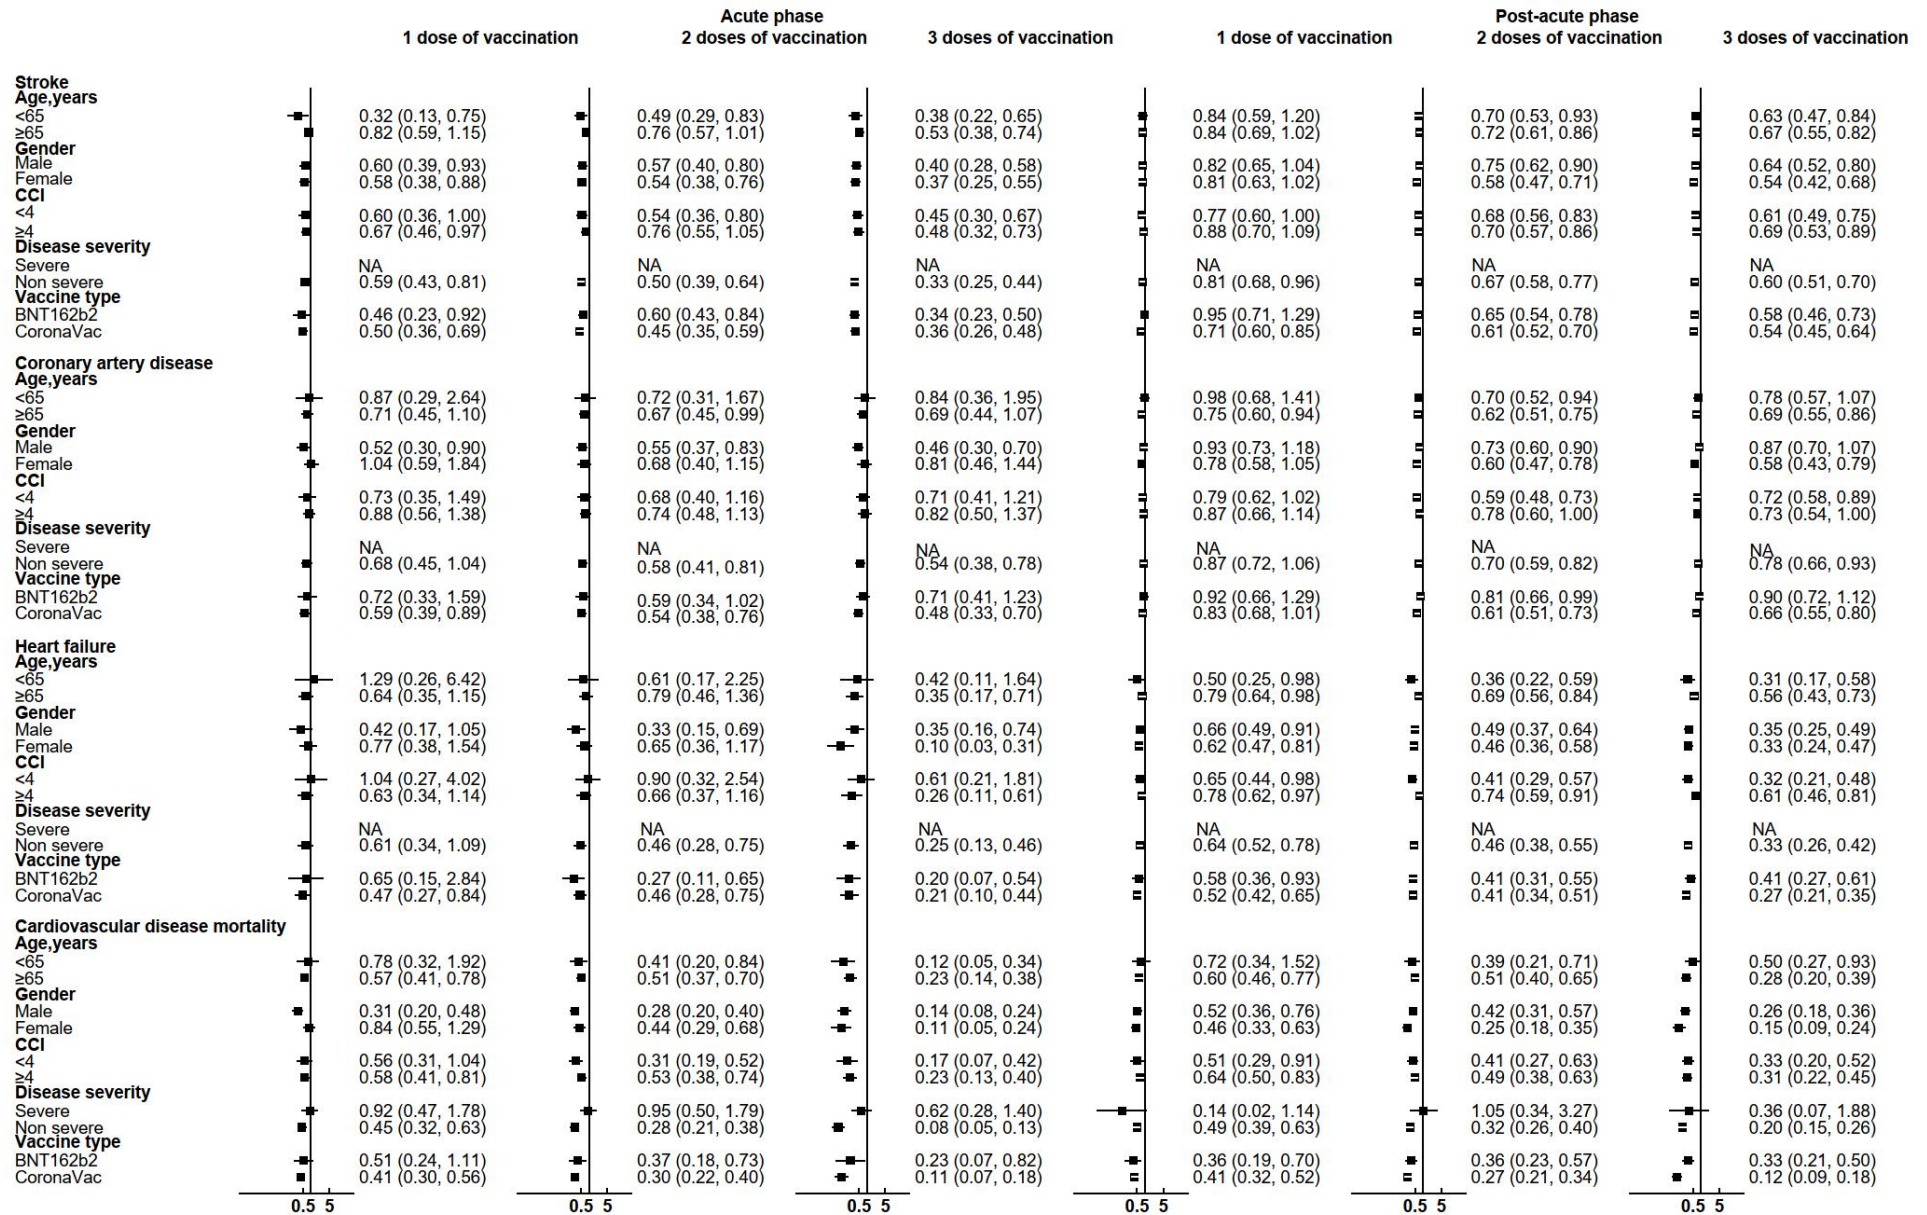 Acute phase Post-acute phase
1 dose of vaccination 2 doses of vaccination 3 doses of vaccination 1 dose of vaccination 2 doses of vaccination 3 doses of vaccination
Stroke
Age,years
<65 0.32 (0.13, 0.75) 0.49 (0.29, 0.83) 0.38 (0.22, 0.65) 0.84 (0.59, 1.20) 0.70 (0.53, 0.93) 0.63 (0.47, 0.84)
≥65 0.82 (0.59, 1.15) 0.76 (0.57, 1.01) 0.53 (0.38, 0.74) 0.84 (0.69, 1.02) 0.72 (0.61, 0.86) 0.67 (0.55, 0.82)
Gender
Male 0.60 (0.39, 0.93) 0.57 (0.40, 0.80) 0.40 (0.28, 0.58) 0.82 (0.65, 1.04) 0.75 (0.62, 0.90) 0.64 (0.52, 0.80)
Female 0.58 (0.38, 0.88) 0.54 (0.38, 0.76) 0.37 (0.25, 0.55) 0.81 (0.63, 1.02) 0.58 (0.47, 0.71) 0.54 (0.42, 0.68)
CCI
<4 0.60 (0.36, 1.00) 0.54 (0.36, 0.80) 0.45 (0.30, 0.67) 0.77 (0.60, 1.00) 0.68 (0.56, 0.83) 0.61 (0.49, 0.75)
≥4 0.67 (0.46, 0.97) 0.76 (0.55, 1.05) 0.48 (0.32, 0.73) 0.88 (0.70, 1.09) 0.70 (0.57, 0.86) 0.69 (0.53, 0.89)
Disease severity
Severe NA NA NA NA NA NA
Non severe 0.59 (0.43, 0.81) 0.50 (0.39, 0.64) 0.33 (0.25, 0.44) 0.81 (0.68, 0.96) 0.67 (0.58, 0.77) 0.60 (0.51, 0.70)
Vaccine type
BNT162b2 0.46 (0.23, 0.92) 0.60 (0.43, 0.84) 0.34 (0.23, 0.50) 0.95 (0.71, 1.29) 0.65 (0.54, 0.78) 0.58 (0.46, 0.73)
CoronaVac 0.50 (0.36, 0.69) 0.45 (0.35, 0.59) 0.36 (0.26, 0.48) 0.71 (0.60, 0.85) 0.61 (0.52, 0.70) 0.54 (0.45, 0.64)
Coronary artery disease
Age,years
<65 0.87 (0.29, 2.64) 0.72 (0.31, 1.67) 0.84 (0.36, 1.95) 0.98 (0.68, 1.41) 0.70 (0.52, 0.94) 0.78 (0.57, 1.07)
≥65 0.71 (0.45, 1.10) 0.67 (0.45, 0.99) 0.69 (0.44, 1.07) 0.75 (0.60, 0.94) 0.62 (0.51, 0.75) 0.69 (0.55, 0.86)
Gender
Male 0.52 (0.30, 0.90) 0.55 (0.37, 0.83) 0.46 (0.30, 0.70) 0.93 (0.73, 1.18) 0.73 (0.60, 0.90) 0.87 (0.70, 1.07)
Female 1.04 (0.59, 1.84) 0.68 (0.40, 1.15) 0.81 (0.46, 1.44) 0.78 (0.58, 1.05) 0.60 (0.47, 0.78) 0.58 (0.43, 0.79)
CCI
<4 0.73 (0.35, 1.49) 0.68 (0.40, 1.16) 0.71 (0.41, 1.21) 0.79 (0.62, 1.02) 0.59 (0.48, 0.73) 0.72 (0.58, 0.89)
≥4 0.88 (0.56, 1.38) 0.74 (0.48, 1.13) 0.82 (0.50, 1.37) 0.87 (0.66, 1.14) 0.78 (0.60, 1.00) 0.73 (0.54, 1.00)
Disease severity
Severe NA NA NA NA NA NA
Non severe 0.68 (0.45, 1.04) 0.58 (0.41, 0.81) 0.54 (0.38, 0.78) 0.87 (0.72, 1.06) 0.70 (0.59, 0.82) 0.78 (0.66, 0.93)
Vaccine type
BNT162b2 0.72 (0.33, 1.59) 0.59 (0.34, 1.02) 0.71 (0.41, 1.23) 0.92 (0.66, 1.29) 0.81 (0.66, 0.99) 0.90 (0.72, 1.12)
CoronaVac 0.59 (0.39, 0.89) 0.54 (0.38, 0.76) 0.48 (0.33, 0.70) 0.83 (0.68, 1.01) 0.61 (0.51, 0.73) 0.66 (0.55, 0.80)
Heart failure
Age,years
<65 1.29 (0.26, 6.42) 0.61 (0.17, 2.25) 0.42 (0.11, 1.64) 0.50 (0.25, 0.98) 0.36 (0.22, 0.59) 0.31 (0.17, 0.58)
≥65 0.64 (0.35, 1.15) 0.79 (0.46, 1.36) 0.35 (0.17, 0.71) 0.79 (0.64, 0.98) 0.69 (0.56, 0.84) 0.56 (0.43, 0.73)
Gender
Male 0.42 (0.17, 1.05) 0.33 (0.15, 0.69) 0.35 (0.16, 0.74) 0.66 (0.49, 0.91) 0.49 (0.37, 0.64) 0.35 (0.25, 0.49)
Female 0.77 (0.38, 1.54) 0.65 (0.36, 1.17) 0.10 (0.03, 0.31) 0.62 (0.47, 0.81) 0.46 (0.36, 0.58) 0.33 (0.24, 0.47)
CCI
<4 1.04 (0.27, 4.02) 0.90 (0.32, 2.54) 0.61 (0.21, 1.81) 0.65 (0.44, 0.98) 0.41 (0.29, 0.57) 0.32 (0.21, 0.48)
≥4 0.63 (0.34, 1.14) 0.66 (0.37, 1.16) 0.26 (0.11, 0.61) 0.78 (0.62, 0.97) 0.74 (0.59, 0.91) 0.61 (0.46, 0.81)
Disease severity
Severe NA NA NA NA NA NA
Non severe 0.61 (0.34, 1.09) 0.46 (0.28, 0.75) 0.25 (0.13, 0.46) 0.64 (0.52, 0.78) 0.46 (0.38, 0.55) 0.33 (0.26, 0.42)
Vaccine type
BNT162b2 0.65 (0.15, 2.84) 0.27 (0.11, 0.65) 0.20 (0.07, 0.54) 0.58 (0.36, 0.93) 0.41 (0.31, 0.55) 0.41 (0.27, 0.61)
CoronaVac 0.47 (0.27, 0.84) 0.46 (0.28, 0.75) 0.21 (0.10, 0.44) 0.52 (0.42, 0.65) 0.41 (0.34, 0.51) 0.27 (0.21, 0.35)
Cardiovascular disease mortality
Age,years
<65 0.78 (0.32, 1.92) 0.41 (0.20, 0.84) 0.12 (0.05, 0.34) 0.72 (0.34, 1.52) 0.39 (0.21, 0.71) 0.50 (0.27, 0.93)
≥65 0.57 (0.41, 0.78) 0.51 (0.37, 0.70) 0.23 (0.14, 0.38) 0.60 (0.46, 0.77) 0.51 (0.40, 0.65) 0.28 (0.20, 0.39)
Gender
Male 0.31 (0.20, 0.48) 0.28 (0.20, 0.40) 0.14 (0.08, 0.24) 0.52 (0.36, 0.76) 0.42 (0.31, 0.57) 0.26 (0.18, 0.36)
Female 0.84 (0.55, 1.29) 0.44 (0.29, 0.68) 0.11 (0.05, 0.24) 0.46 (0.33, 0.63) 0.25 (0.18, 0.35) 0.15 (0.09, 0.24)
CCI
<4 0.56 (0.31, 1.04) 0.31 (0.19, 0.52) 0.17 (0.07, 0.42) 0.51 (0.29, 0.91) 0.41 (0.27, 0.63) 0.33 (0.20, 0.52)
≥4 0.58 (0.41, 0.81) 0.53 (0.38, 0.74) 0.23 (0.13, 0.40) 0.64 (0.50, 0.83) 0.49 (0.38, 0.63) 0.31 (0.22, 0.45)
Disease severity
Severe 0.92 (0.47, 1.78) 0.95 (0.50, 1.79) 0.62 (0.28, 1.40) 0.14 (0.02, 1.14) 1.05 (0.34, 3.27) 0.36 (0.07, 1.88)
Non severe 0.45 (0.32, 0.63) 0.28 (0.21, 0.38) 0.08 (0.05, 0.13) 0.49 (0.39, 0.63) 0.32 (0.26, 0.40) 0.20 (0.15, 0.26)
Vaccine type
BNT162b2 0.51 (0.24, 1.11) 0.37 (0.18, 0.73) 0.23 (0.07, 0.82) 0.36 (0.19, 0.70) 0.36 (0.23, 0.57) 0.33 (0.21, 0.50)
CoronaVac 0.41 (0.30, 0.56) 0.30 (0.22, 0.40) 0.11 (0.07, 0.18) 0.41 (0.32, 0.52) 0.27 (0.21, 0.34) 0.12 (0.09, 0.18)
0.5 5 0.5 5 0.5 5 0.5 5 0.5 5 0.5 5